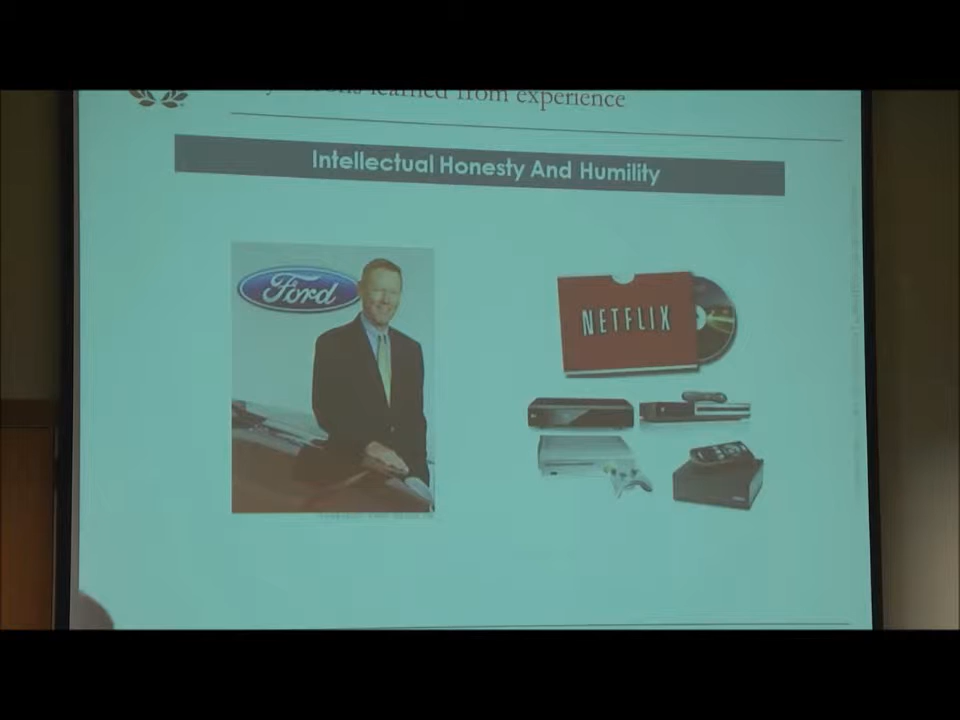 learned from experience
Intellectual Honesty And Humility
Ford
NETFLIX